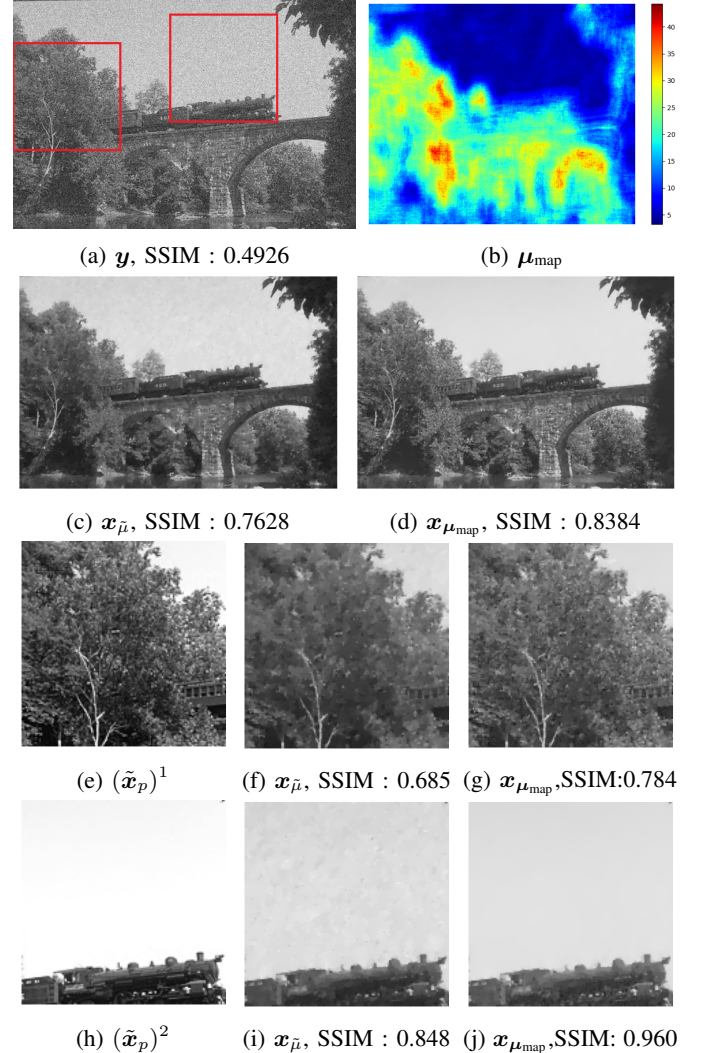 40
35
30
25
20
15
10
5
(a) y, SSIM : 0.4926
(b) μmap
(c) xμ̃, SSIM : 0.7628
(d) xμmap, SSIM : 0.8384
(e) (x̃p)1
(f) xμ̃, SSIM : 0.685
(g) xμmap,SSIM:0.784
(h) (x̃p)2
(i) xμ̃, SSIM : 0.848
(j) xμmap,SSIM: 0.960